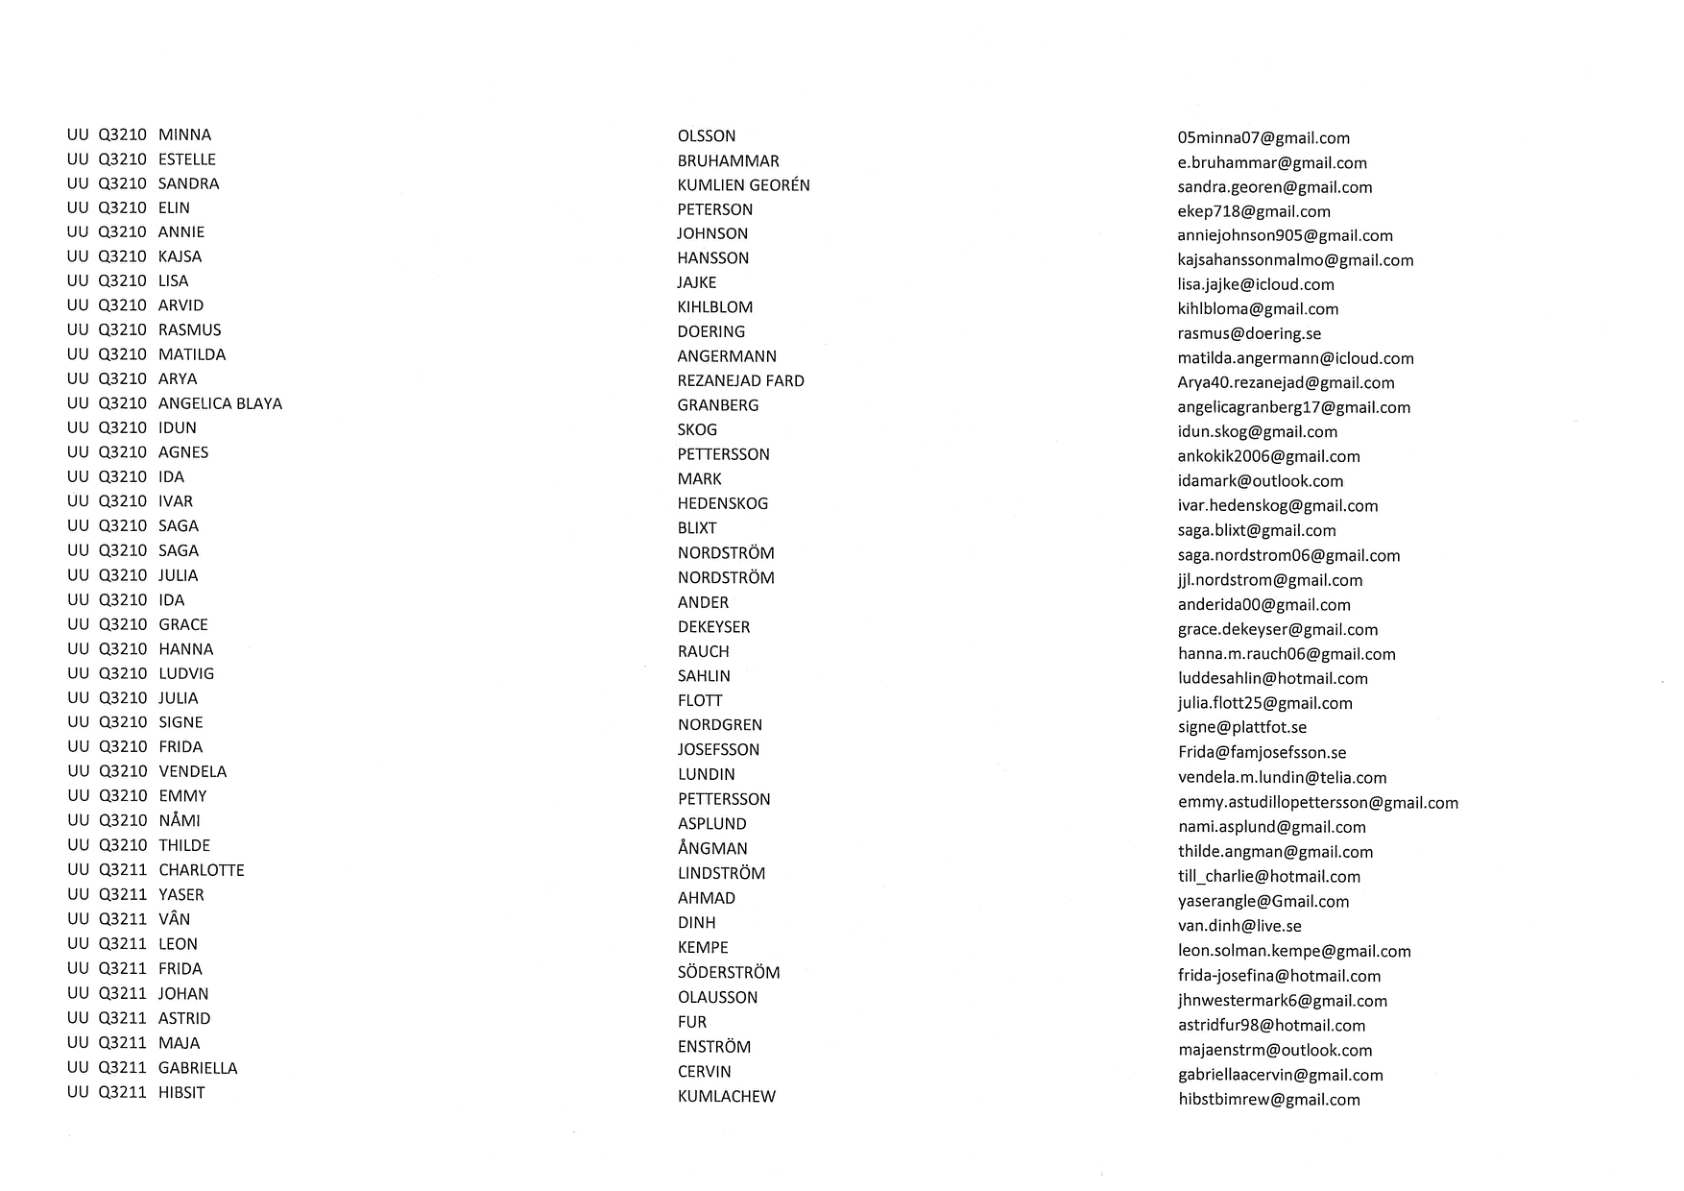 UU Q3210 MINNA OLSSON 05minna07@gmail.com
UU Q3210 ESTELLE BRUHAMMAR e.bruhammar@gmail.com
UU Q3210 SANDRA KUMLIEN GEORÉN sandra.georen@gmail.com
UU Q3210 ELIN PETERSON ekep718@gmail.com
UU Q3210 ANNIE JOHNSON anniejohnson905@gmail.com
UU Q3210 KAJSA HANSSON kajsahanssonmalmo@gmail.com
UU Q3210 LISA JAJKE lisa.jajke@icloud.com
UU Q3210 ARVID KIHLBLOM kihlbloma@gmail.com
UU Q3210 RASMUS DOERING rasmus@doering.se
UU Q3210 MATILDA ANGERMANN matilda.angermann@icloud.com
UU Q3210 ARYA REZANEJAD FARD Arya40.rezanejad@gmail.com
UU Q3210 ANGELICA BLAYA GRANBERG angelicagranberg17@gmail.com
UU Q3210 IDUN SKOG idun.skog@gmail.com
UU Q3210 AGNES PETTERSSON ankokik2006@gmail.com
UU Q3210 IDA MARK idamark@outlook.com
UU Q3210 IVAR HEDENSKOG ivar.hedenskog@gmail.com
UU Q3210 SAGA BLIXT saga.blixt@gmail.com
UU Q3210 SAGA NORDSTRÖM saga.nordstrom06@gmail.com
UU Q3210 JULIA NORDSTRÖM jjl.nordstrom@gmail.com
UU Q3210 IDA ANDER anderida00@gmail.com
UU Q3210 GRACE DEKEYSER grace.dekeyser@gmail.com
UU Q3210 HANNA RAUCH hanna.m.rauch06@gmail.com
UU Q3210 LUDVIG SAHLIN luddesahlin@hotmail.com
UU Q3210 JULIA FLOTT julia.flott25@gmail.com
UU Q3210 SIGNE NORDGREN signe@plattfot.se
UU Q3210 FRIDA JOSEFSSON Frida@famjosefsson.se
UU Q3210 VENDELA LUNDIN vendela.m.lundin@telia.com
UU Q3210 EMMY PETTERSSON emmy.astudillopettersson@gmail.com
UU Q3210 NÅMI ASPLUND nami.asplund@gmail.com
UU Q3210 THILDE ÅNGMAN thilde.angman@gmail.com
UU Q3211 CHARLOTTE LINDSTRÖM till_charlie@hotmail.com
UU Q3211 YASER AHMAD yaserangle@Gmail.com
UU Q3211 VÂN DINH van.dinh@live.se
UU Q3211 LEON KEMPE leon.solman.kempe@gmail.com
UU Q3211 FRIDA SÖDERSTRÖM frida-josefina@hotmail.com
UU Q3211 JOHAN OLAUSSON jhnwestermark6@gmail.com
UU Q3211 ASTRID FUR astridfur98@hotmail.com
UU Q3211 MAJA ENSTRÖM majaenstrm@outlook.com
UU Q3211 GABRIELLA CERVIN gabriellaacervin@gmail.com
UU Q3211 HIBSIT KUMLACHEW hibstbimrew@gmail.com